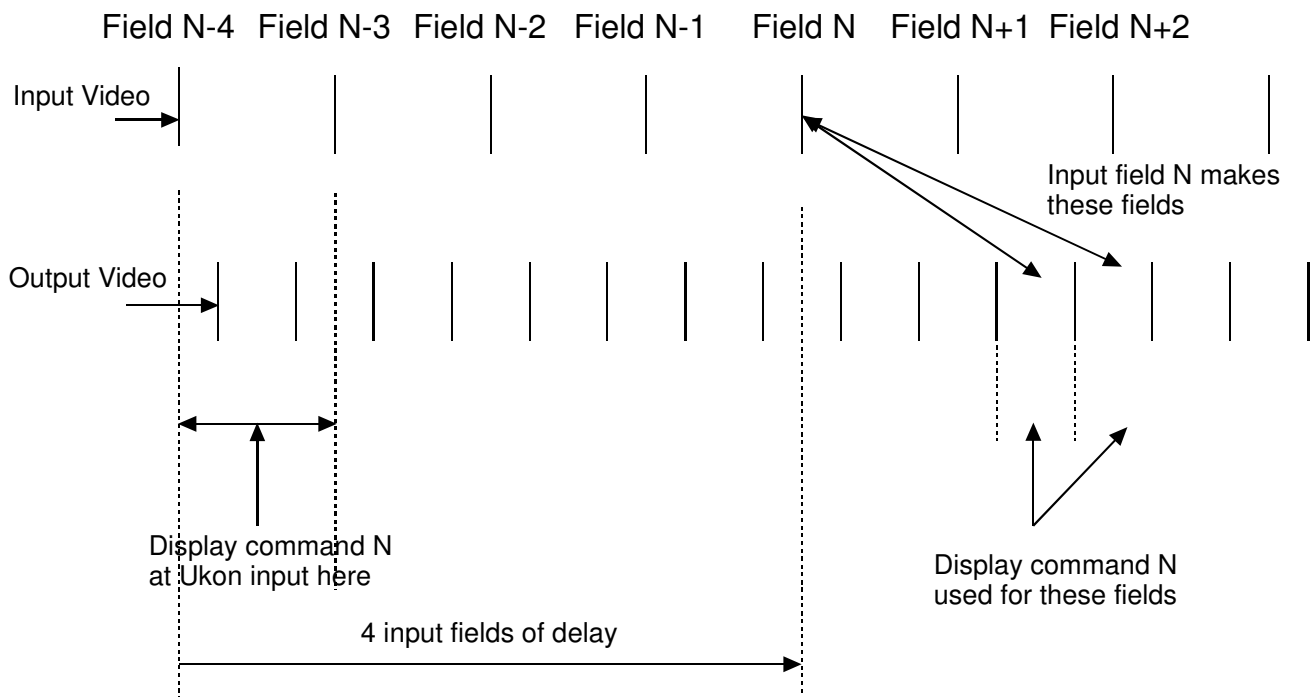 Field N-4 Field N-3 Field N-2 Field N-1 Field N Field N+1 Field N+2
Input Video
Input field N makes
these fields
Output Video
Display command N
at Ukon input here
Display command N
used for these fields
4 input fields of delay